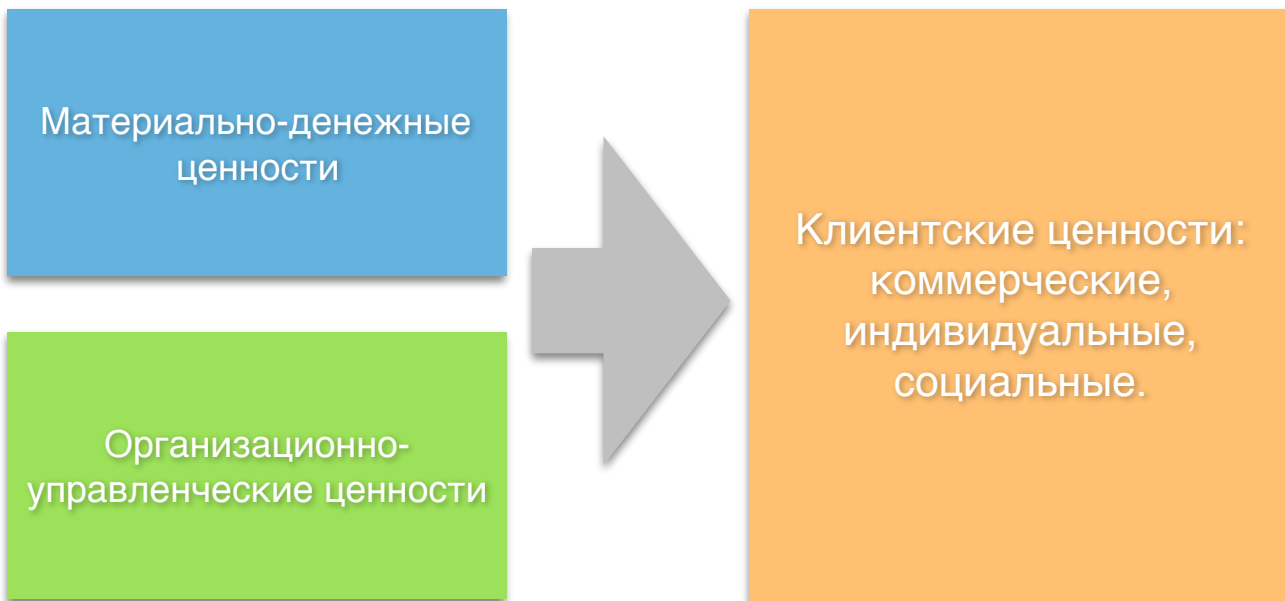 Материально-денежные
ценности
Организационно-
управленческие ценности
Клиентские ценности:
коммерческие,
индивидуальные,
социальные.